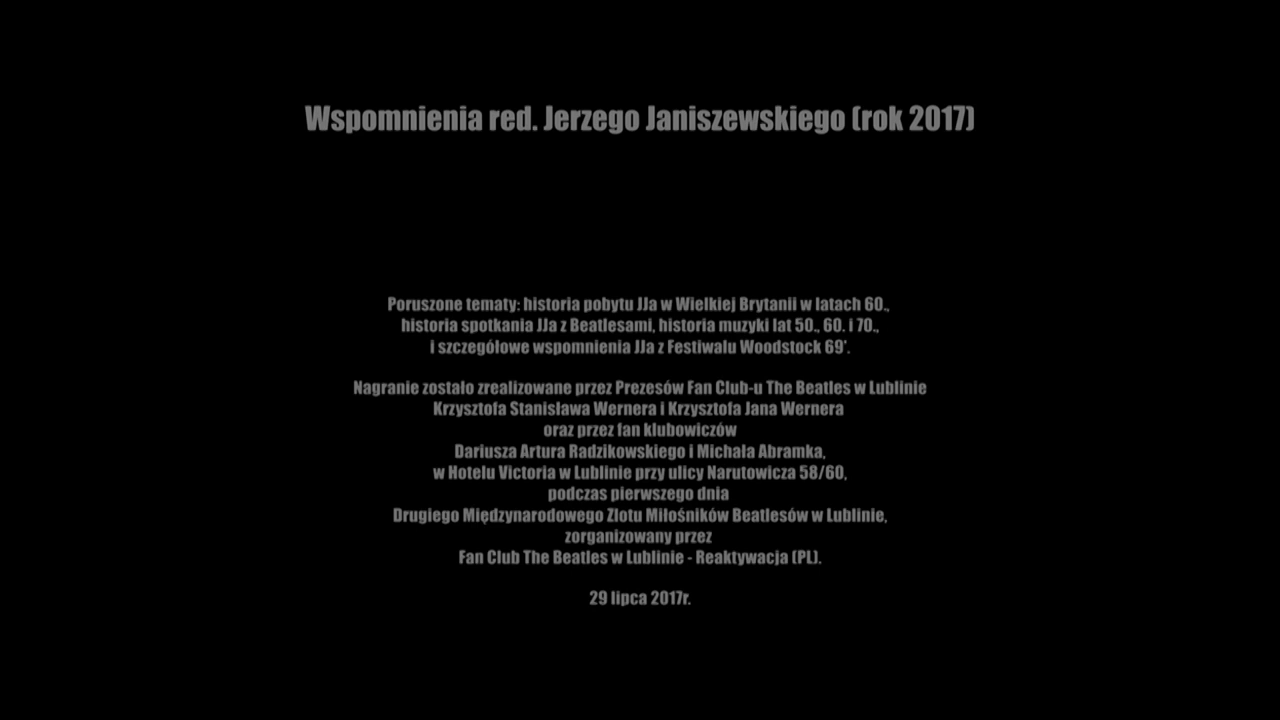 Wspomnienia red. Jerzego Janiszewskiego (rok 2017)
Poruszone tematy: historia pobytu JJa w Wielkiej Brytanii w latach 60.,
historia spotkania JJa z Beatlesami, historia muzyki lat 50., 60. i 70.,
i szczegółowe wspomnienia JJa z Festiwalu Woodstock 69'.
Nagranie zostało zrealizowane przez Prezesów Fan Club-u The Beatles w Lublinie
Krzysztofa Stanisława Wernera i Krzysztofa Jana Wernera
oraz przez fan klubowiczów
Dariusza Artura Radzikowskiego i Michała Abramka,
w Hotelu Victoria w Lublinie przy ulicy Narutowicza 58/60,
podczas pierwszego dnia
Drugiego Międzynarodowego Zlotu Miłośników Beatlesów w Lublinie,
zorganizowany przez
Fan Club The Beatles w Lublinie - Reaktywacja (PL).
29 lipca 2017r.